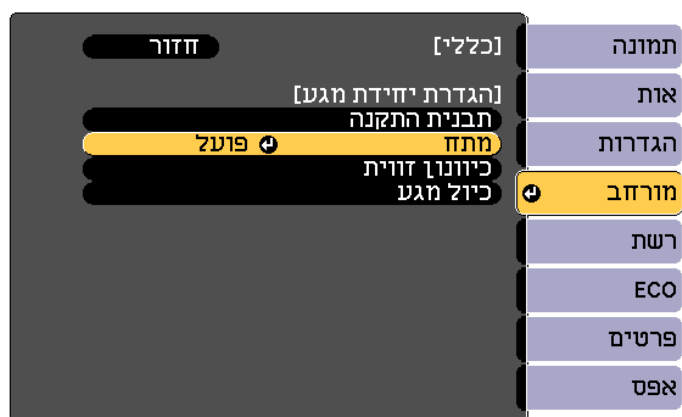 תמונה
אות
הגדרות
מורחב
רשת
ECO
פרטים
אפס
[כללי] חזור
[הגדרת יחידת מגע]
תבנית התקנה
מתח פועל
כיוונון זווית
כיול מגע